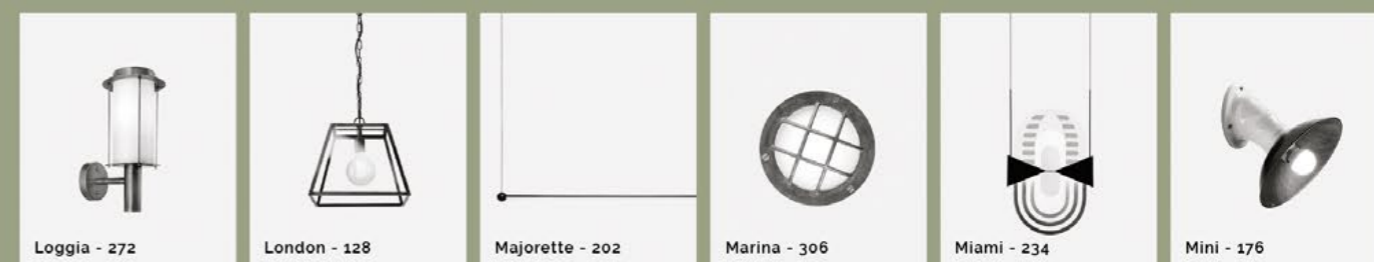 Loggia - 272
London - 128
Majorette - 202
Marina - 306
Miami - 234
Mini - 176